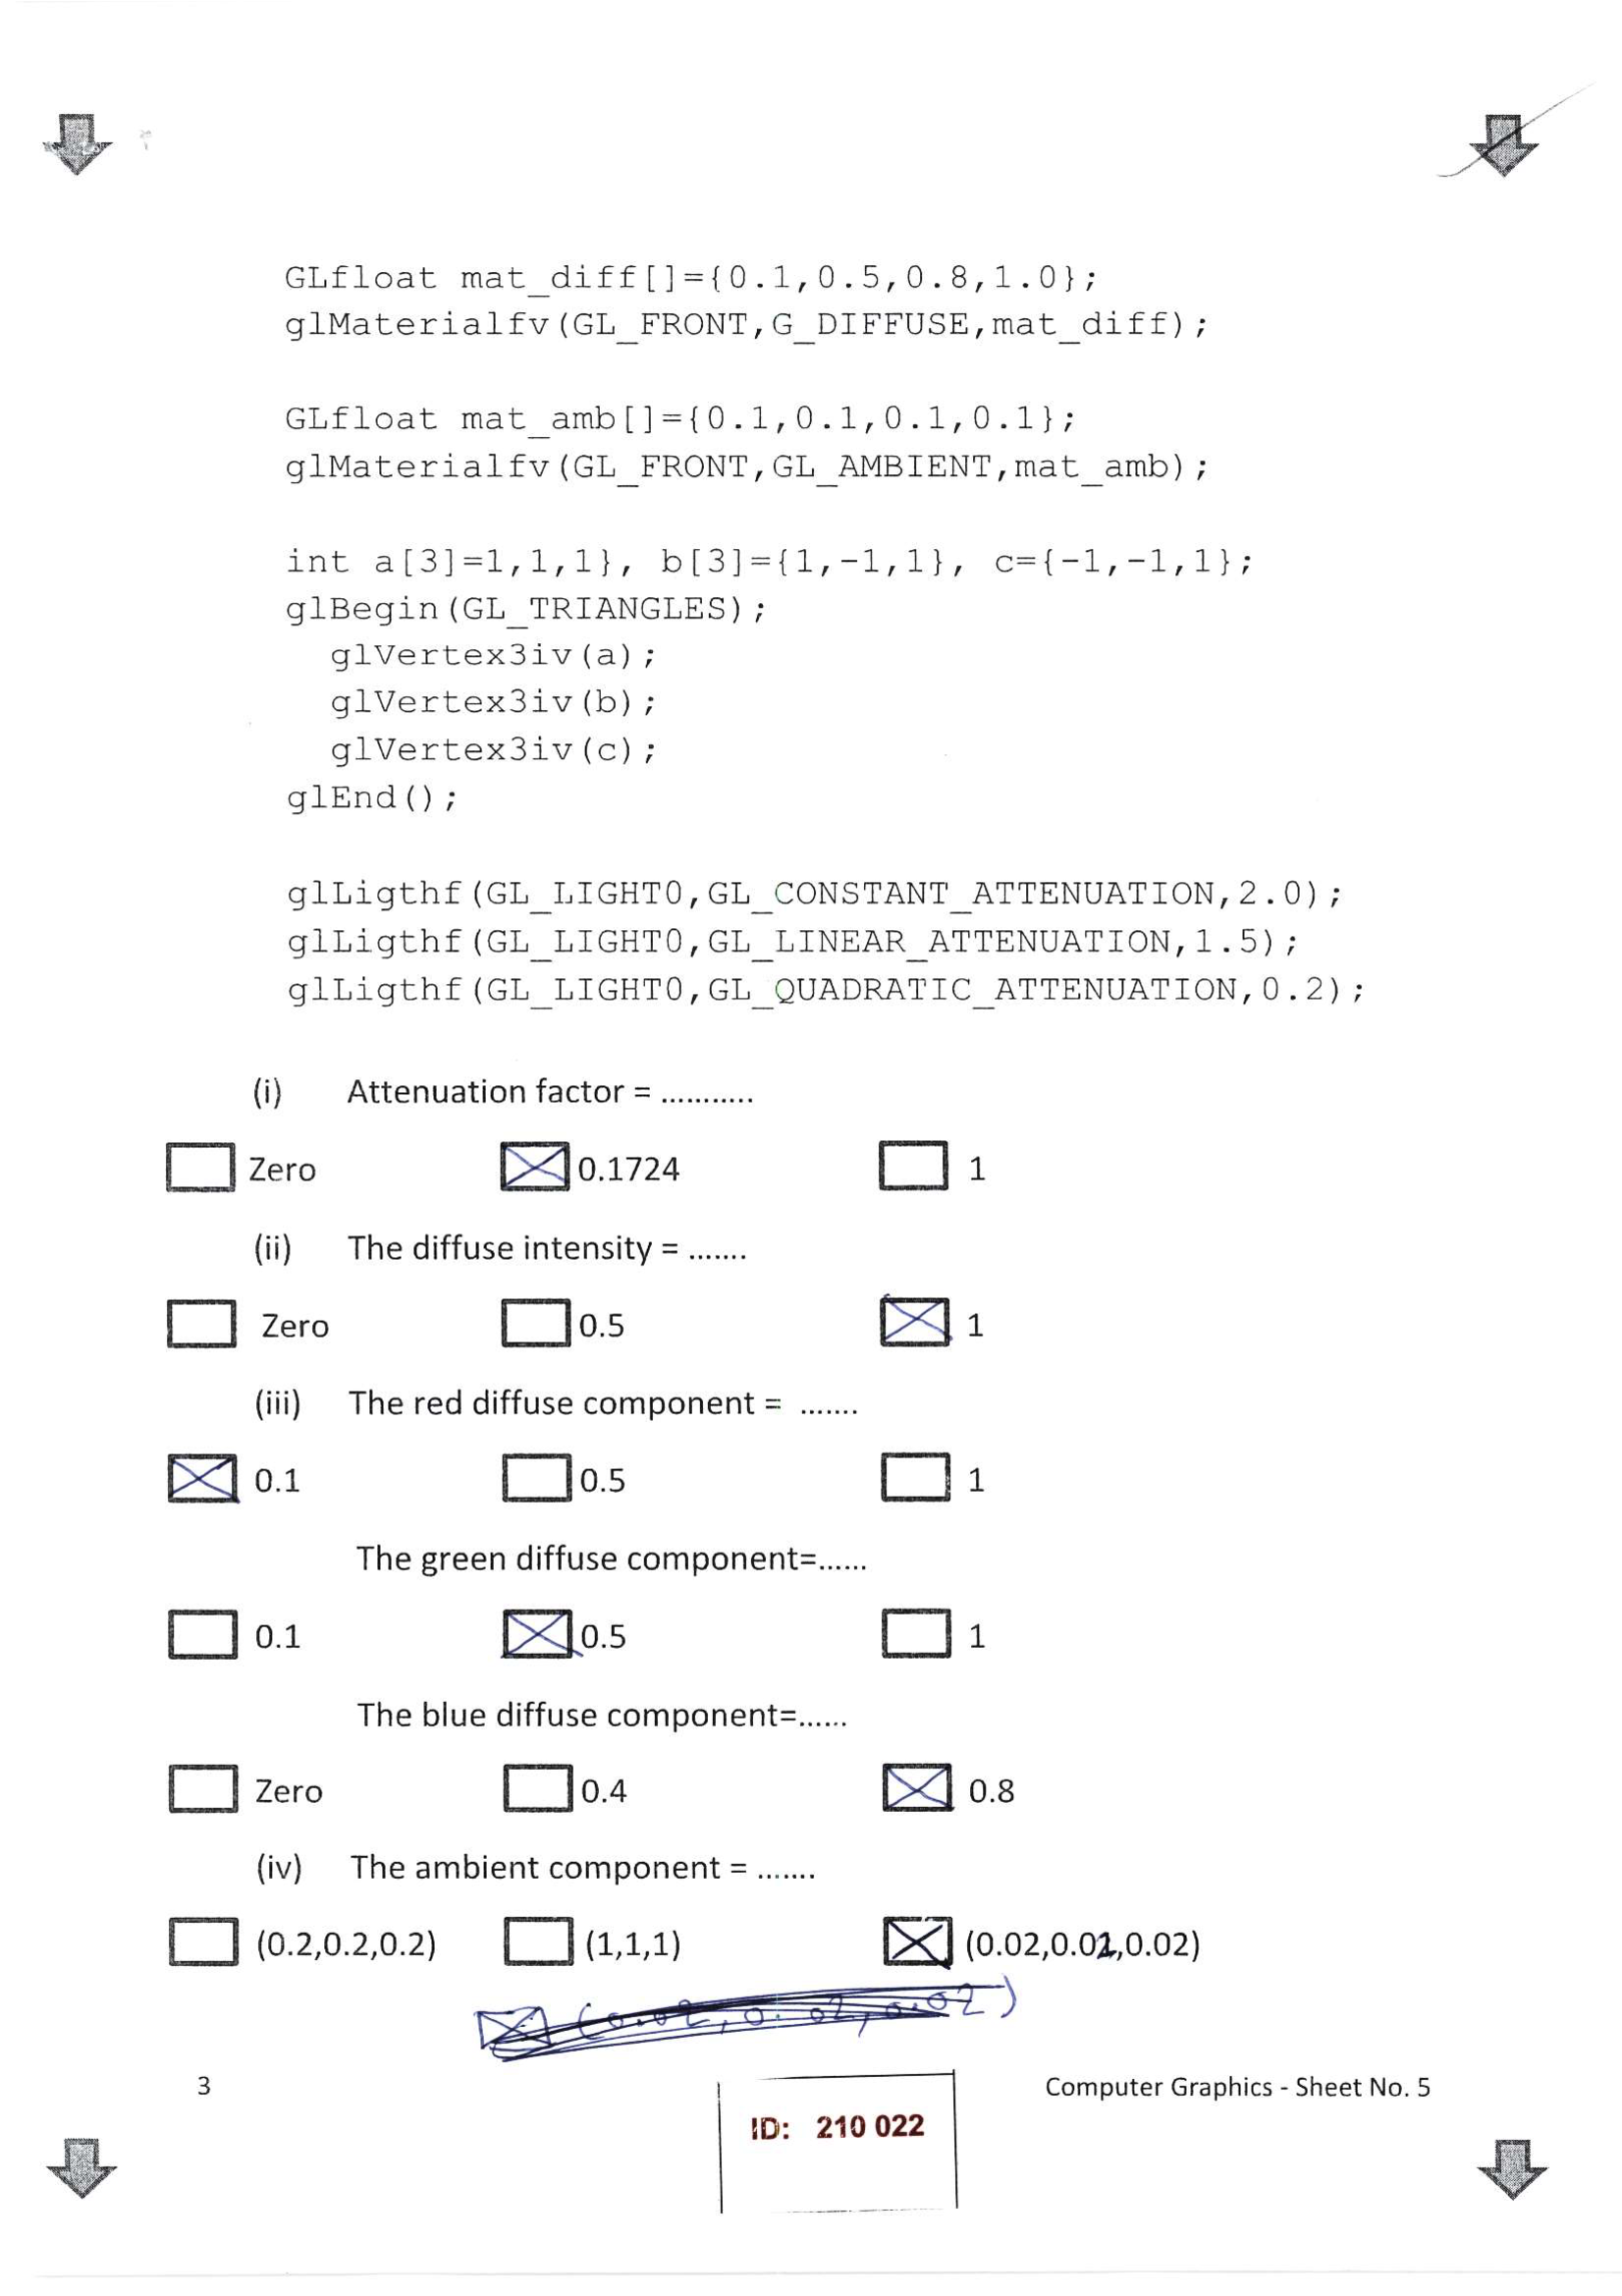 GLfloat mat_diff[]={0.1,0.5,0.8,1.0};
glMaterialfv(GL_FRONT,G_DIFFUSE,mat_diff);
GLfloat mat_amb[]={0.1,0.1,0.1,0.1};
glMaterialfv(GL_FRONT,GL_AMBIENT,mat_amb);
int a[3]=1,1,1}, b[3]={1,-1,1}, c={-1,-1,1};
glBegin(GL_TRIANGLES);
glVertex3iv(a);
glVertex3iv(b);
glVertex3iv(c);
glEnd();
glLigthf(GL_LIGHT0,GL_CONSTANT_ATTENUATION,2.0);
glLigthf(GL_LIGHT0,GL_LINEAR_ATTENUATION,1.5);
glLigthf(GL_LIGHT0,GL_QUADRATIC_ATTENUATION,0.2);
(i) Attenuation factor = ...........
Zero 0.1724 1
(ii) The diffuse intensity = .......
Zero 0.5 1
(iii) The red diffuse component = .......
0.1 0.5 1
The green diffuse component=......
0.1 0.5 1
The blue diffuse component=......
Zero 0.4 0.8
(iv) The ambient component = .......
(0.2,0.2,0.2) (1,1,1) (0.02,0.02,0.02)
(0.02,0.02,0.02)
3 Computer Graphics - Sheet No. 5
ID: 210 022